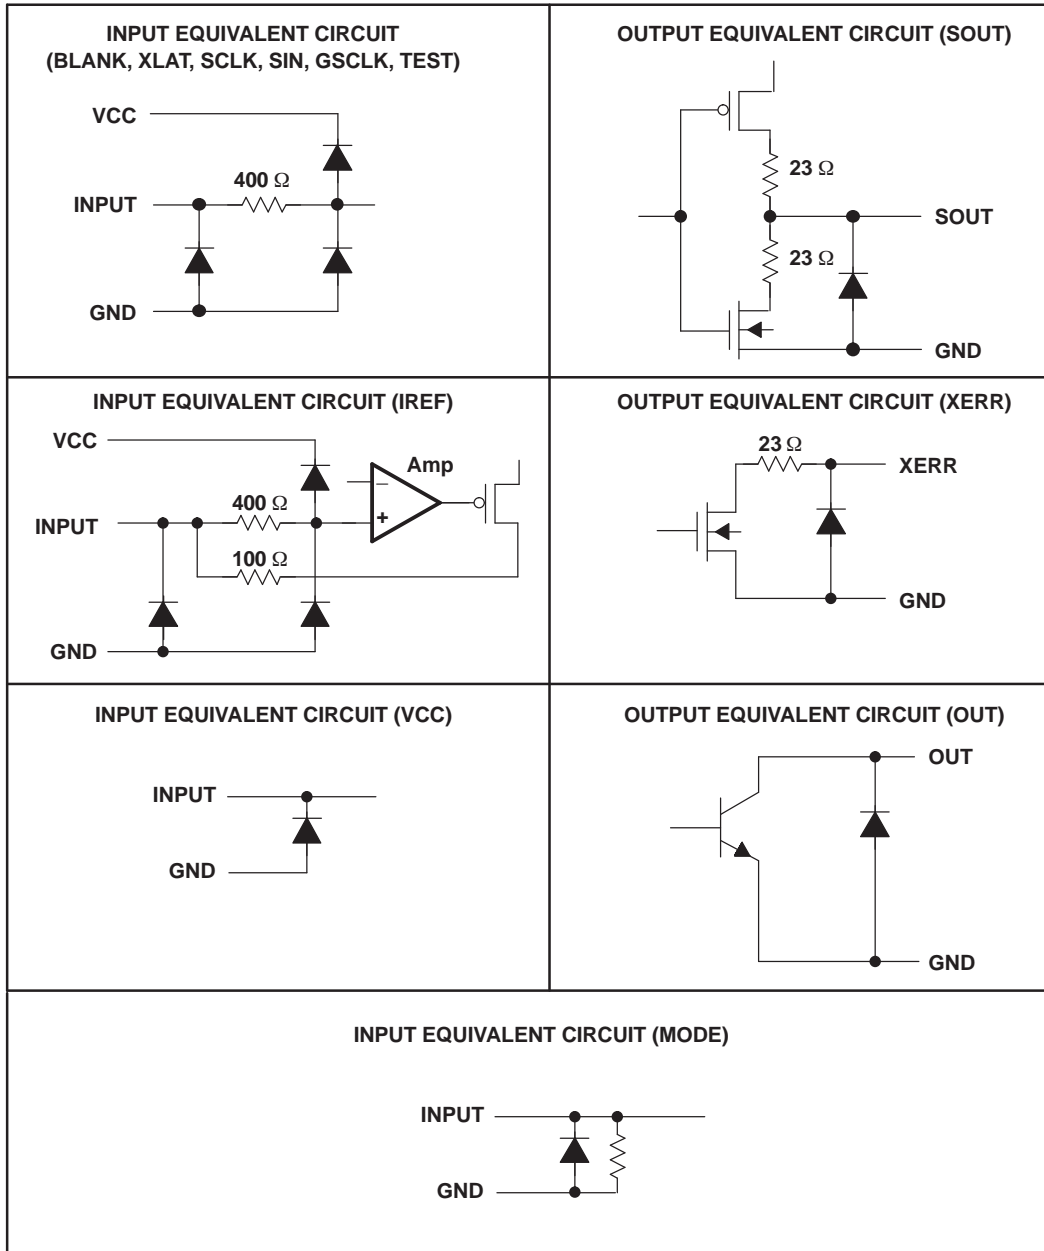 INPUT EQUIVALENT CIRCUIT
(BLANK, XLAT, SCLK, SIN, GSCLK, TEST)
VCC
400 Ω
INPUT
GND
OUTPUT EQUIVALENT CIRCUIT (SOUT)
23 Ω
SOUT
23 Ω
GND
INPUT EQUIVALENT CIRCUIT (IREF)
VCC
Amp
−
400 Ω
INPUT
+
100 Ω
GND
OUTPUT EQUIVALENT CIRCUIT (XERR)
23 Ω
XERR
GND
INPUT EQUIVALENT CIRCUIT (VCC)
INPUT
GND
OUTPUT EQUIVALENT CIRCUIT (OUT)
OUT
GND
INPUT EQUIVALENT CIRCUIT (MODE)
INPUT
GND